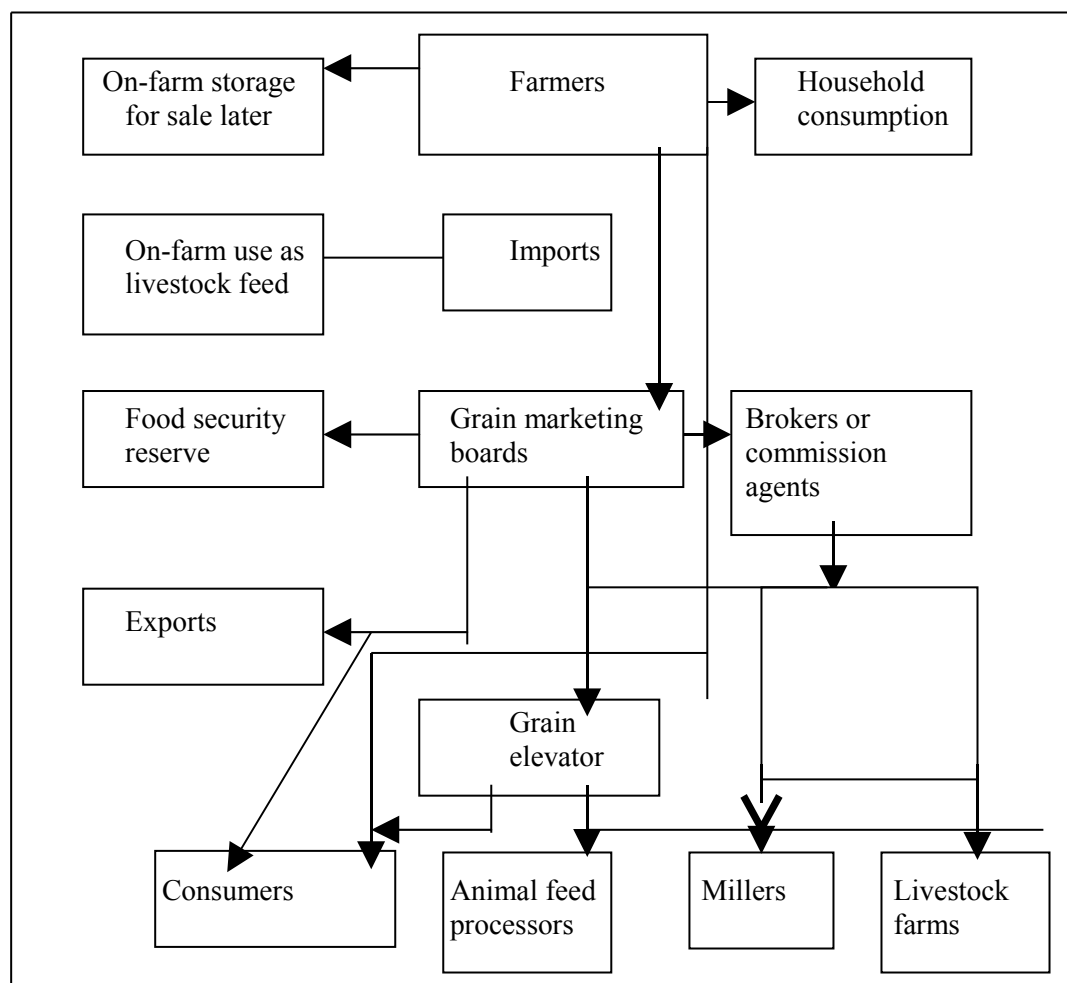 On-farm storage
for sale later
Farmers
Household
consumption
On-farm use as
livestock feed
Imports
Food security
reserve
Grain marketing
boards
Brokers or
commission
agents
Exports
Grain
elevator
Consumers
Animal feed
processors
Millers
Livestock
farms